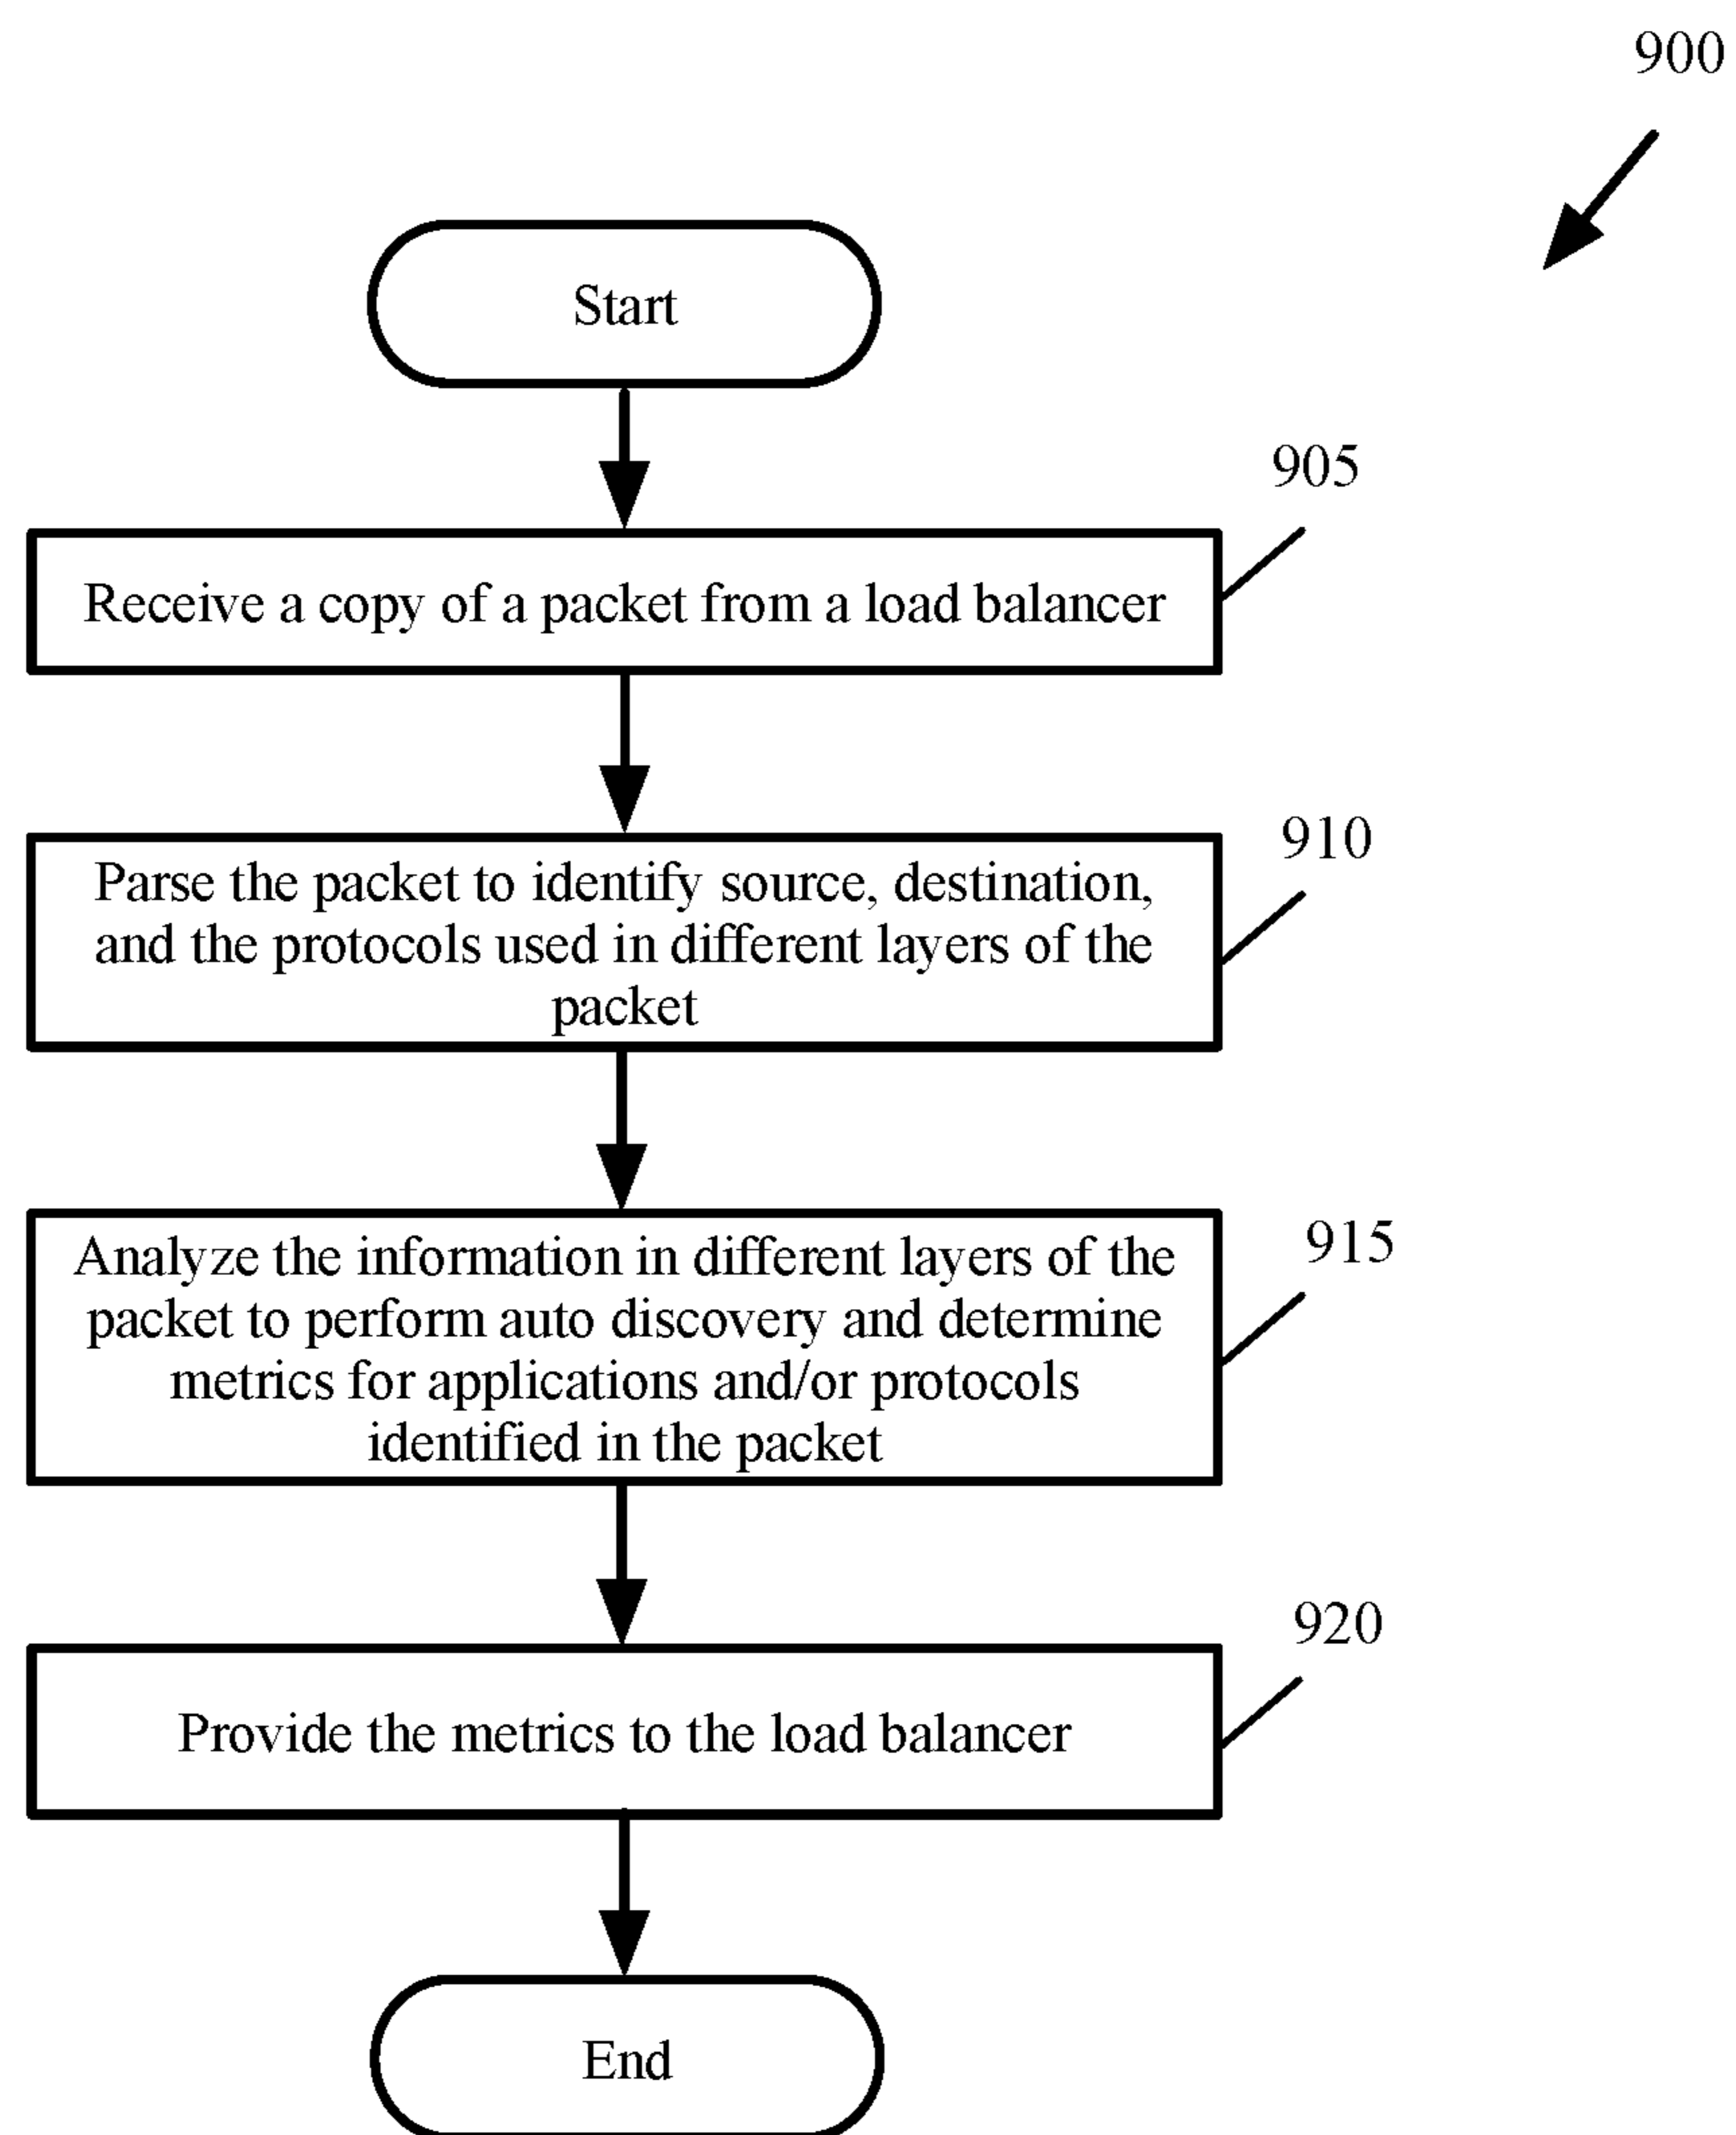 900
Start
905
Receive a copy of a packet from a load balancer
910
Parse the packet to identify source, destination,
and the protocols used in different layers of the
packet
915
Analyze the information in different layers of the
packet to perform auto discovery and determine
metrics for applications and/or protocols
identified in the packet
920
Provide the metrics to the load balancer
End